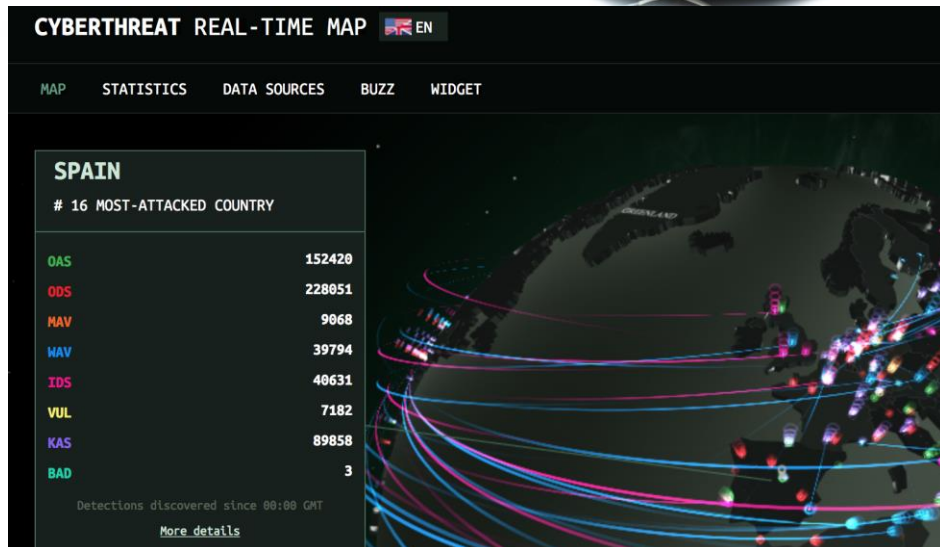 CYBERTHREAT REAL-TIME MAP EN
MAP STATISTICS DATA SOURCES BUZZ WIDGET
SPAIN
# 16 MOST-ATTACKED COUNTRY
OAS 152420
ODS 228051
MAV 9068
WAV 39794
IDS 40631
VUL 7182
KAS 89858
BAD 3
Detections discovered since 00:00 GMT
More details
GREENLAND